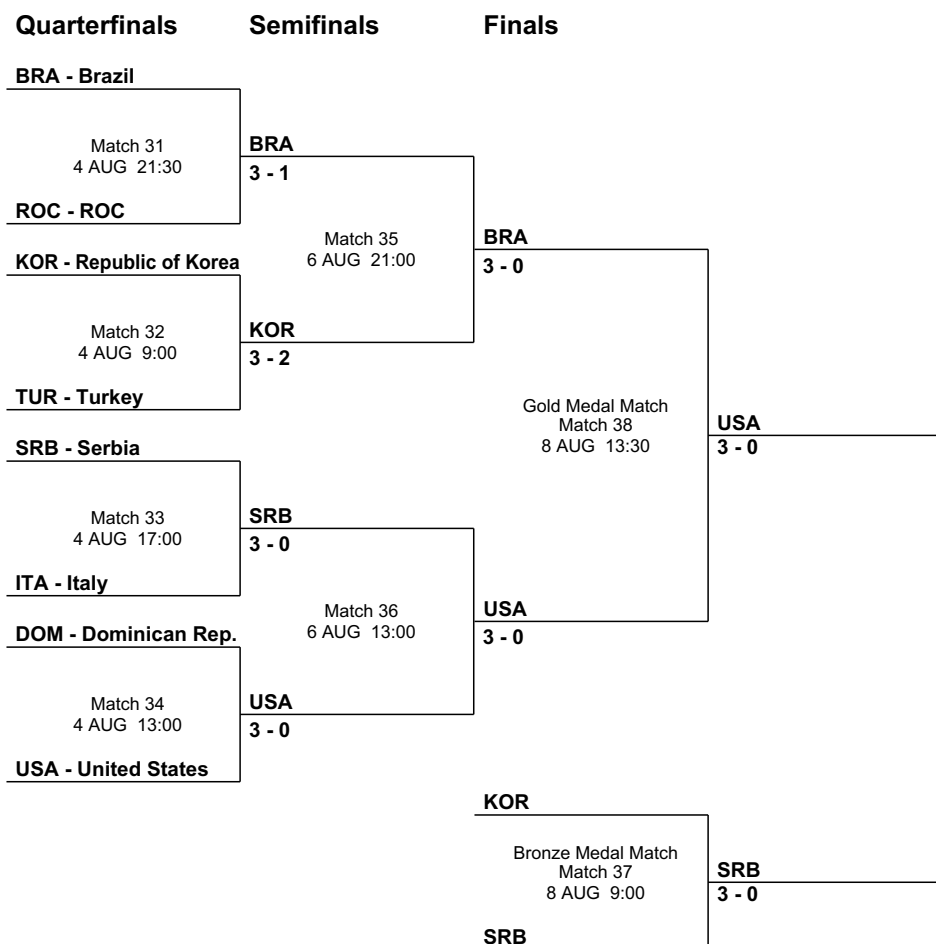 Quarterfinals Semifinals Finals
BRA - Brazil
Match 31
4 AUG 21:30
ROC - ROC
BRA
3 - 1
KOR - Republic of Korea
Match 32
4 AUG 9:00
TUR - Turkey
KOR
3 - 2
Match 35
6 AUG 21:00
BRA
3 - 0
SRB - Serbia
Match 33
4 AUG 17:00
ITA - Italy
SRB
3 - 0
DOM - Dominican Rep.
Match 34
4 AUG 13:00
USA - United States
USA
3 - 0
Match 36
6 AUG 13:00
USA
3 - 0
Gold Medal Match
Match 38
8 AUG 13:30
USA
3 - 0
KOR
Bronze Medal Match
Match 37
8 AUG 9:00
SRB
SRB
3 - 0